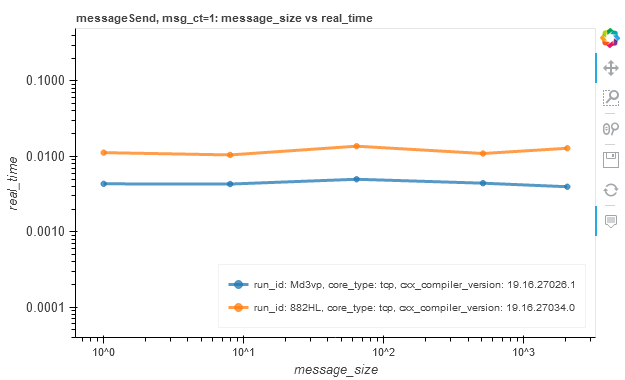 messageSend, msg_ct=1: message_size vs real_time
0.1000
0.0100
0.0010
0.0001
real_time
10^0
10^1
10^2
10^3
message_size
run_id: Md3vp, core_type: tcp, cxx_compiler_version: 19.16.27026.1
run_id: 882HL, core_type: tcp, cxx_compiler_version: 19.16.27034.0